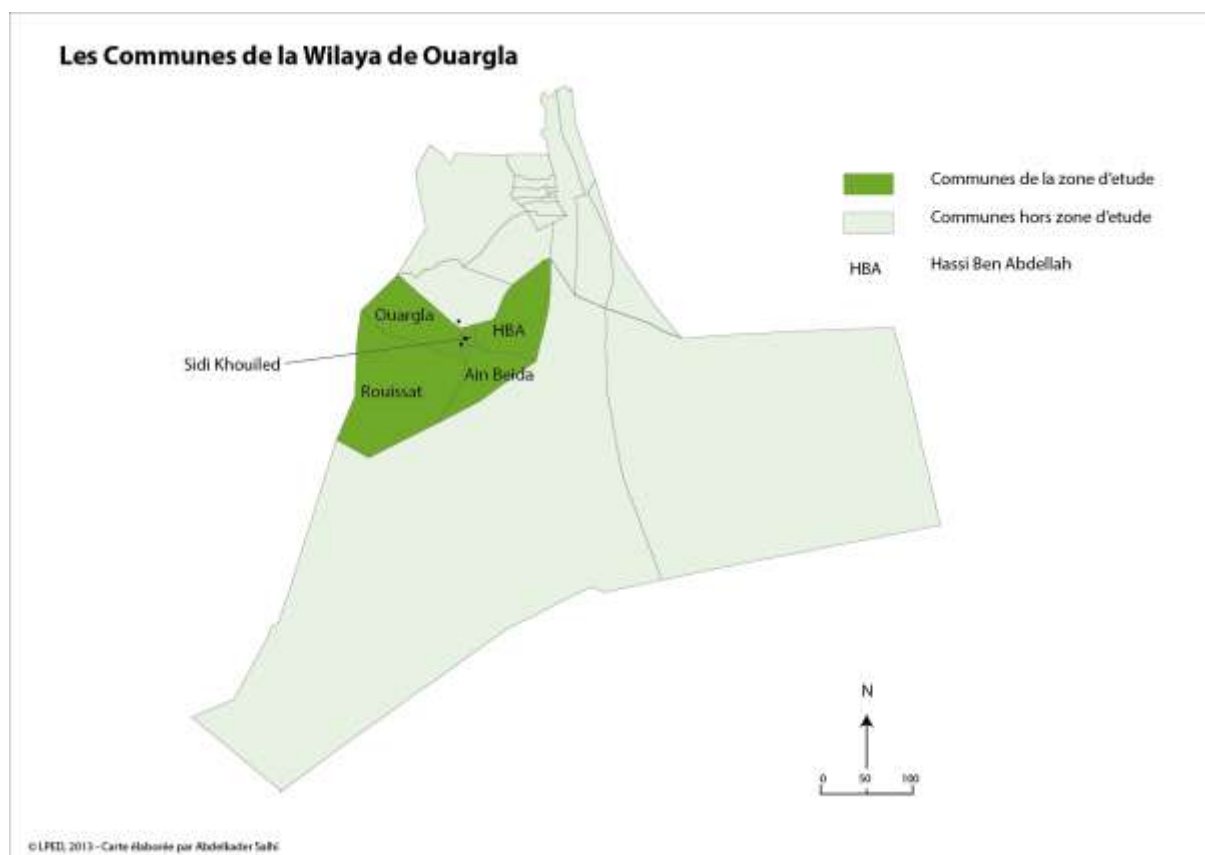 Les Communes de la Wilaya de Ouargla
Communes de la zone d'etude
Communes hors zone d'etude
HBA Hassi Ben Abdellah
Ouargla
HBA
Sidi Khouiled
Ain Beida
Rouissat
N
0 50 100
© LPED, 2013 - Carte élaborée par Abdelkader Salhi